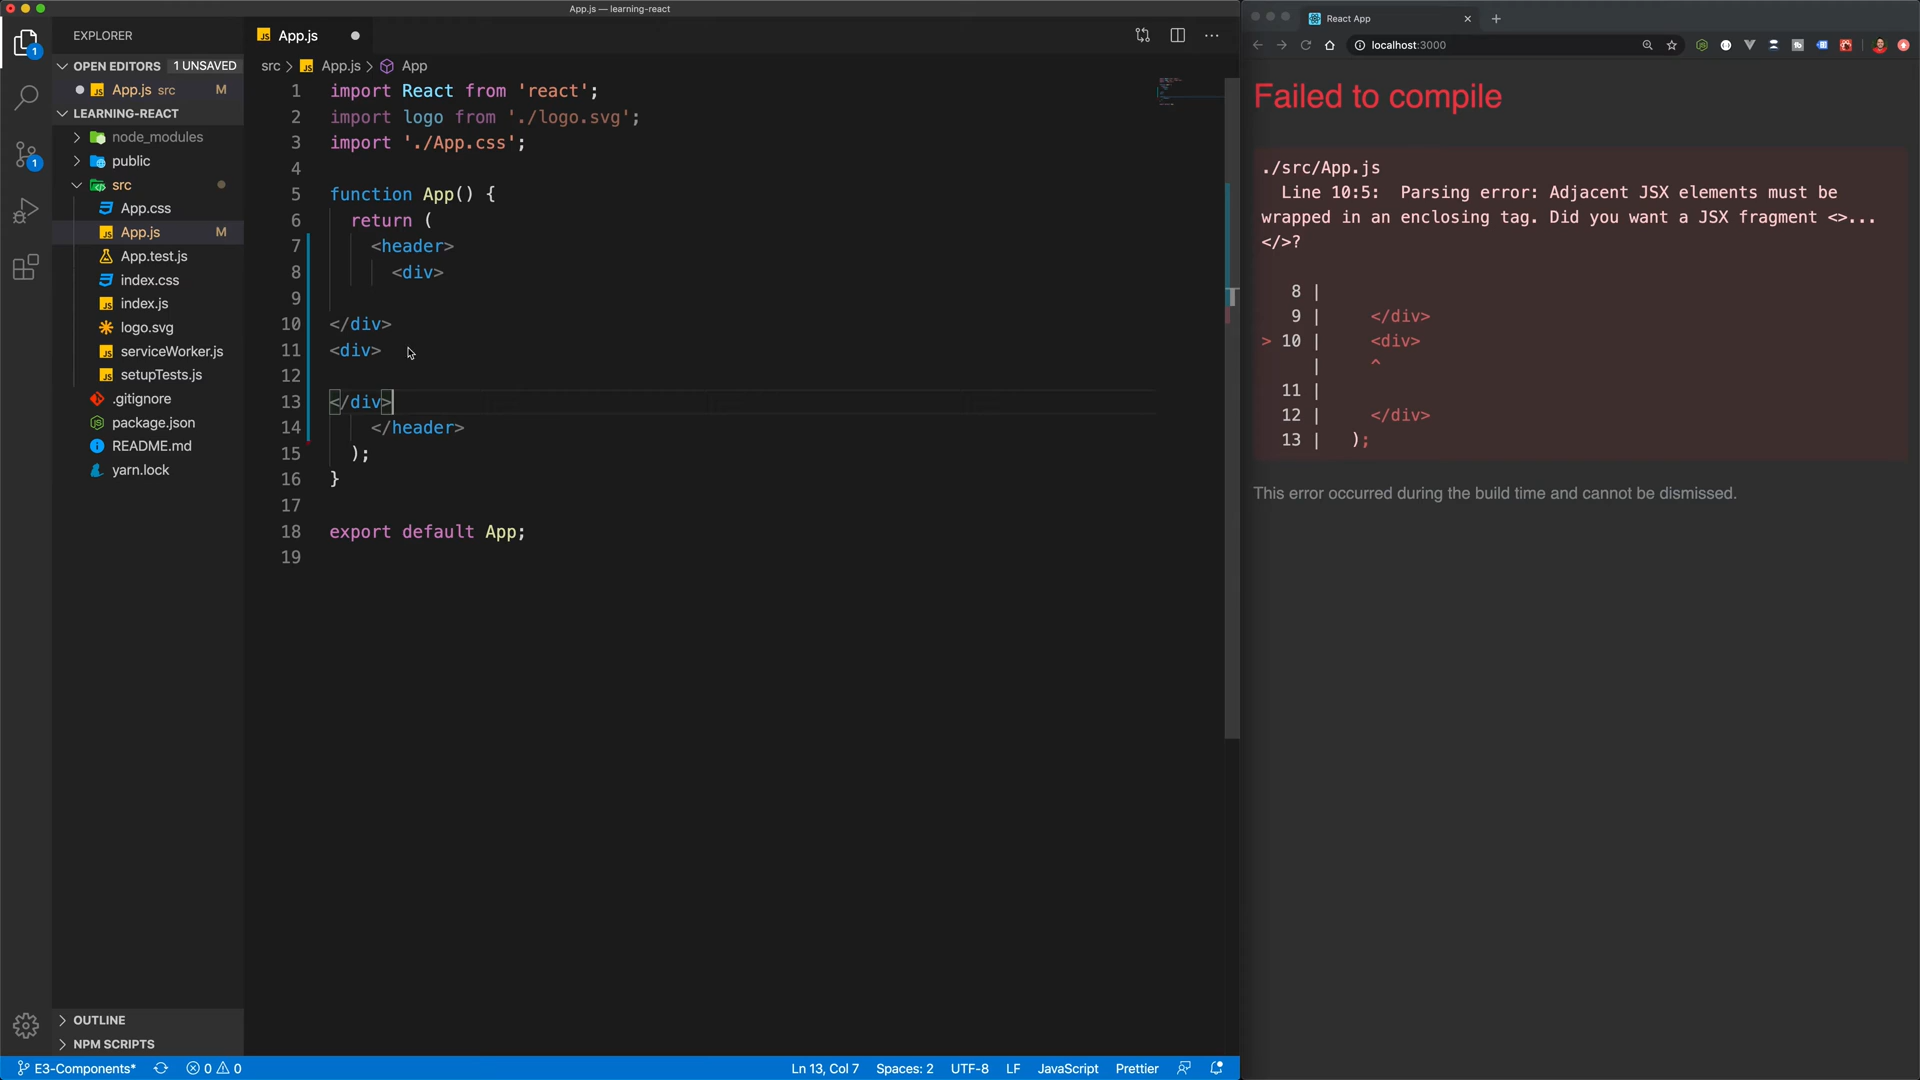 App.js — learning-react
EXPLORER
OPEN EDITORS 1 UNSAVED
App.js src M
LEARNING-REACT
node_modules
public
src
App.css
App.js M
App.test.js
index.css
index.js
logo.svg
serviceWorker.js
setupTests.js
.gitignore
package.json
README.md
yarn.lock
OUTLINE
NPM SCRIPTS
1
1
JS App.js
src > JS App.js > App
1 import React from 'react';
2 import logo from './logo.svg';
3 import './App.css';
4
5 function App() {
6 return (
7 <header>
8 <div>
9
10 </div>
11 <div>
12
13 </div>
14 </header>
15 );
16 }
17
18 export default App;
19
E3-Components* 0 0 Ln 13, Col 7 Spaces: 2 UTF-8 LF JavaScript Prettier
React App
localhost:3000
Failed to compile
./src/App.js
Line 10:5: Parsing error: Adjacent JSX elements must be
wrapped in an enclosing tag. Did you want a JSX fragment <>...
</>?
8 |
9 | </div>
> 10 | <div>
| ^
11 |
12 | </div>
13 | );
This error occurred during the build time and cannot be dismissed.